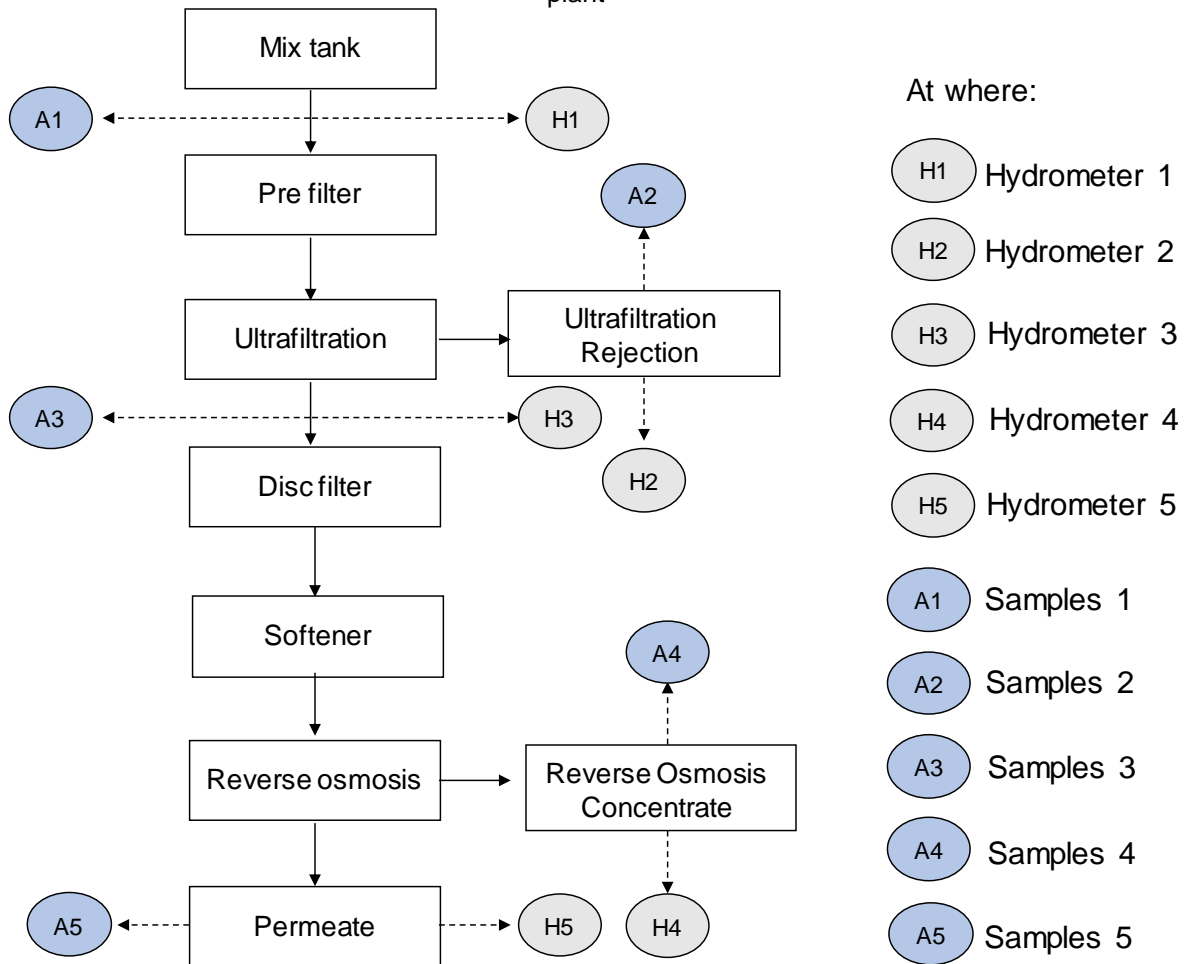 plant
Mix tank
A1
H1
Pre filter
A2
Ultrafiltration
Ultrafiltration
Rejection
A3
H3
H2
Disc filter
Softener
A4
Reverse osmosis
Reverse Osmosis
Concentrate
Permeate
A5
H5
H4
At where:
H1 Hydrometer 1
H2 Hydrometer 2
H3 Hydrometer 3
H4 Hydrometer 4
H5 Hydrometer 5
A1 Samples 1
A2 Samples 2
A3 Samples 3
A4 Samples 4
A5 Samples 5